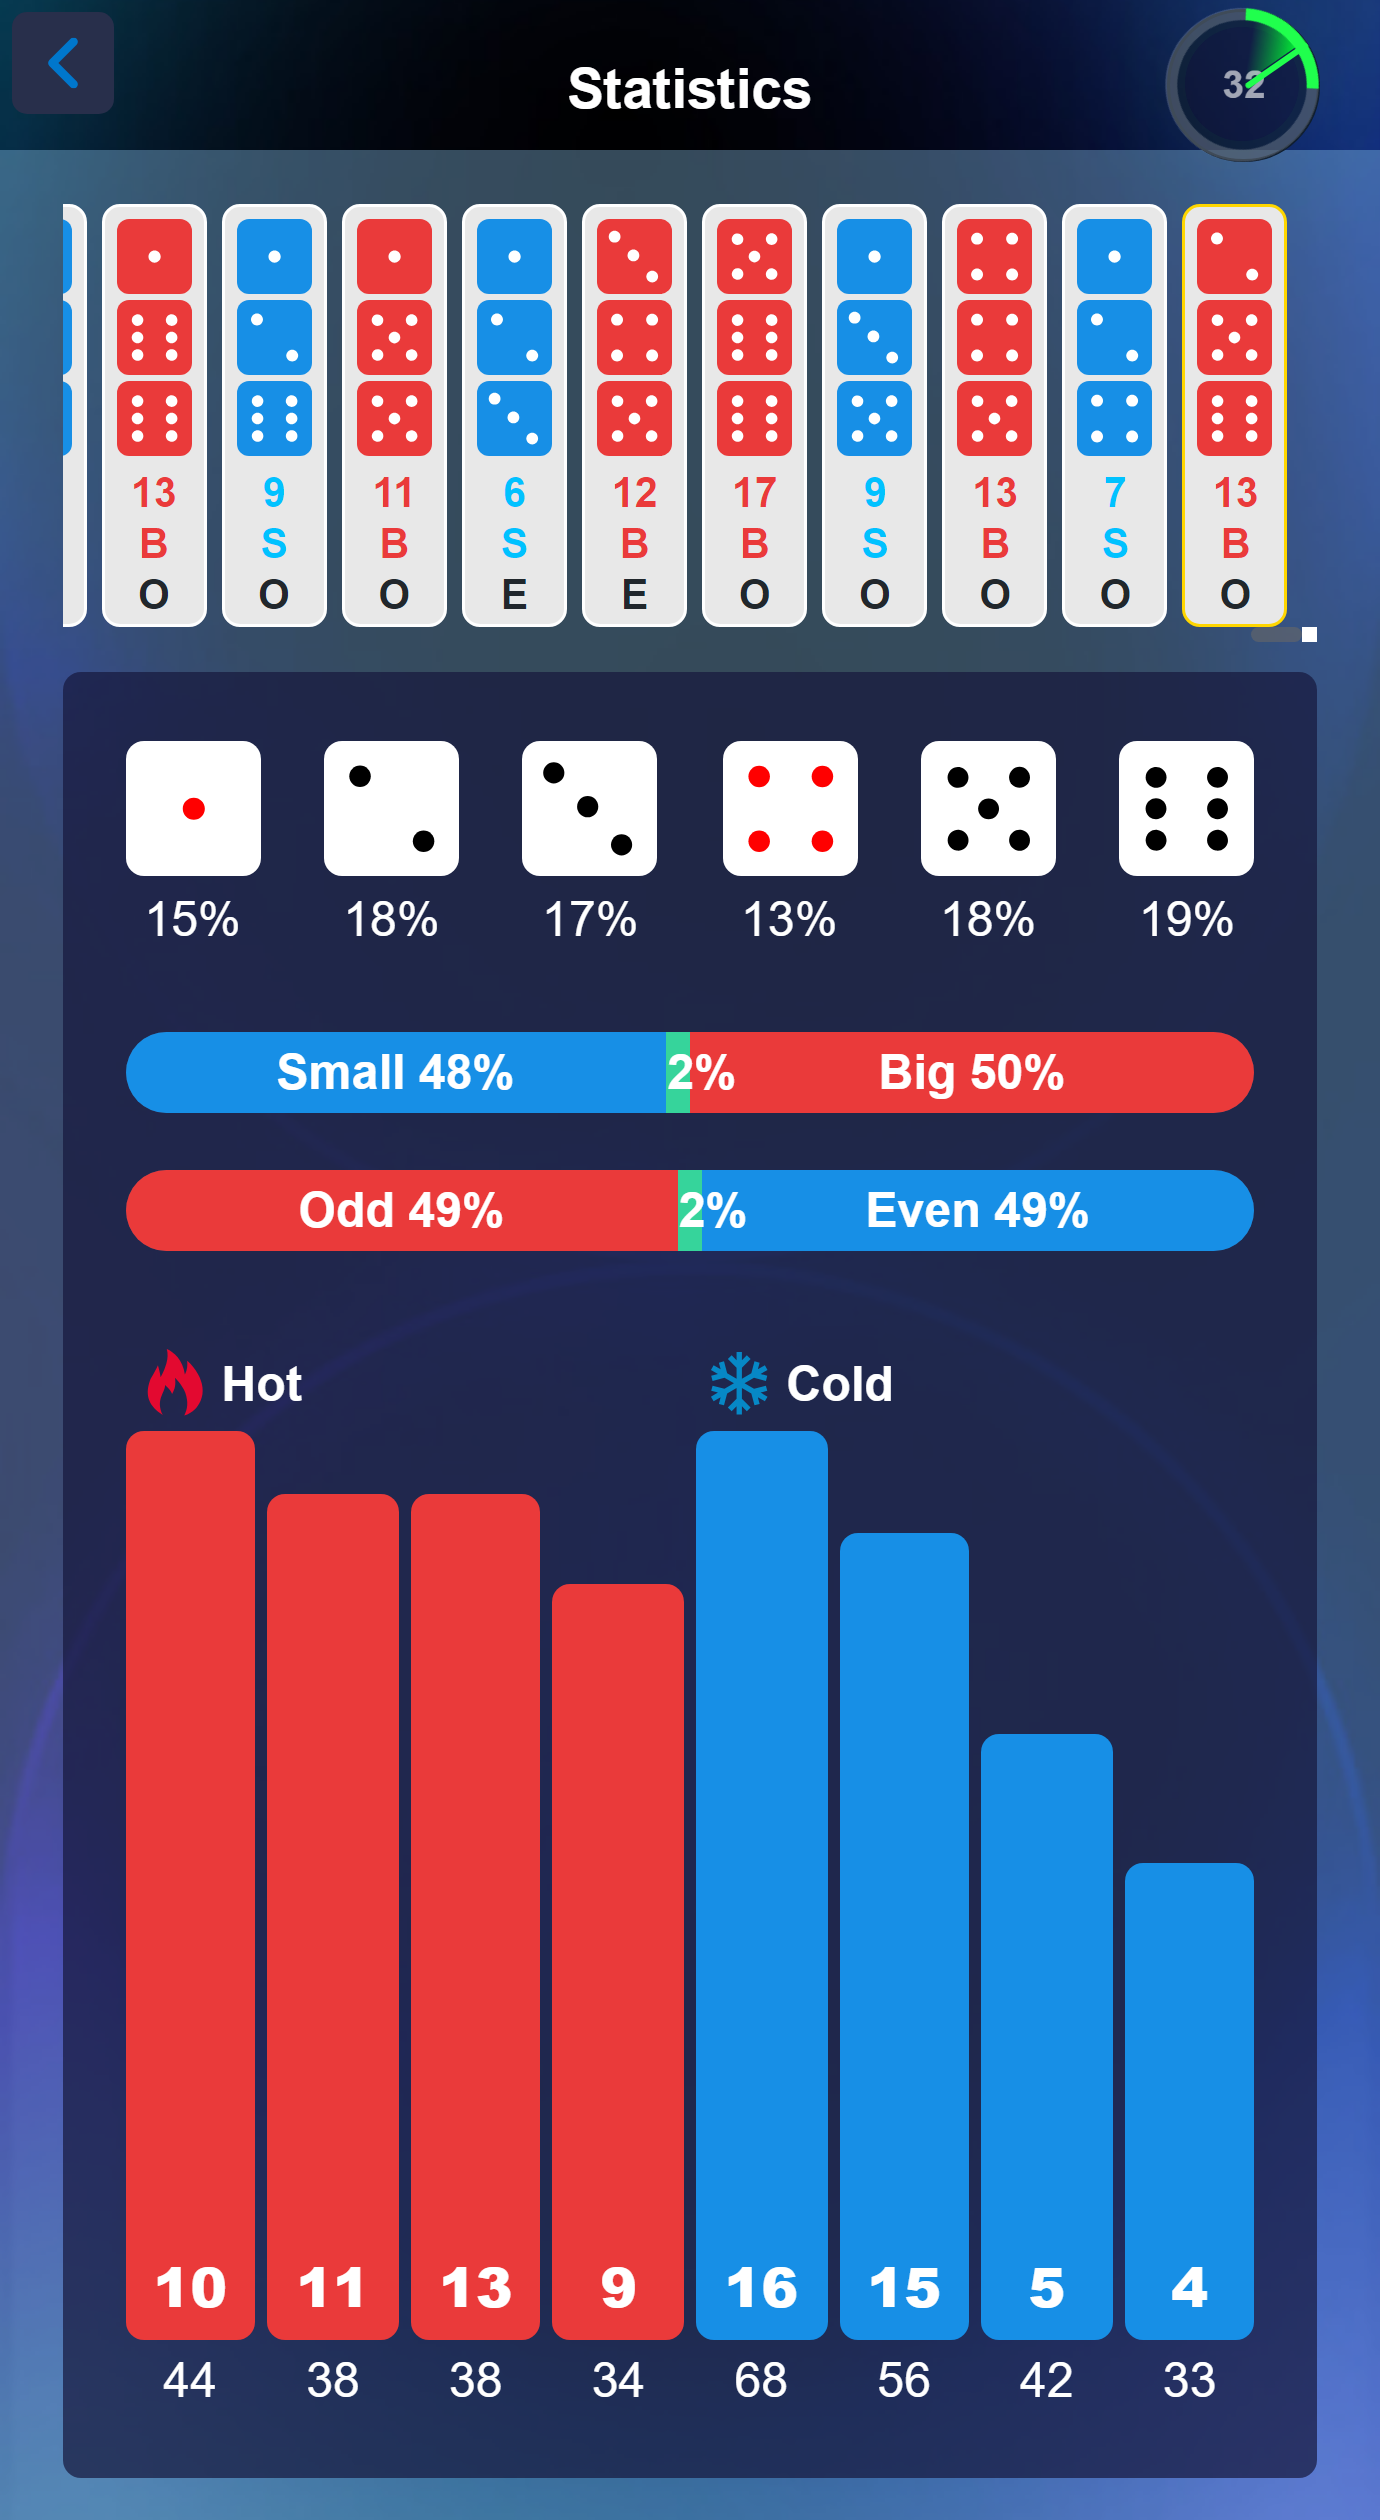 Statistics
32
13 9 11 6 12 17 9 13 7 13
B S B S B B S B S B
O O O E E O O O O O
15% 18% 17% 13% 18% 19%
Small 48% 2% Big 50%
Odd 49% 2% Even 49%
Hot Cold
10 11 13 9 16 15 5 4
44 38 38 34 68 56 42 33